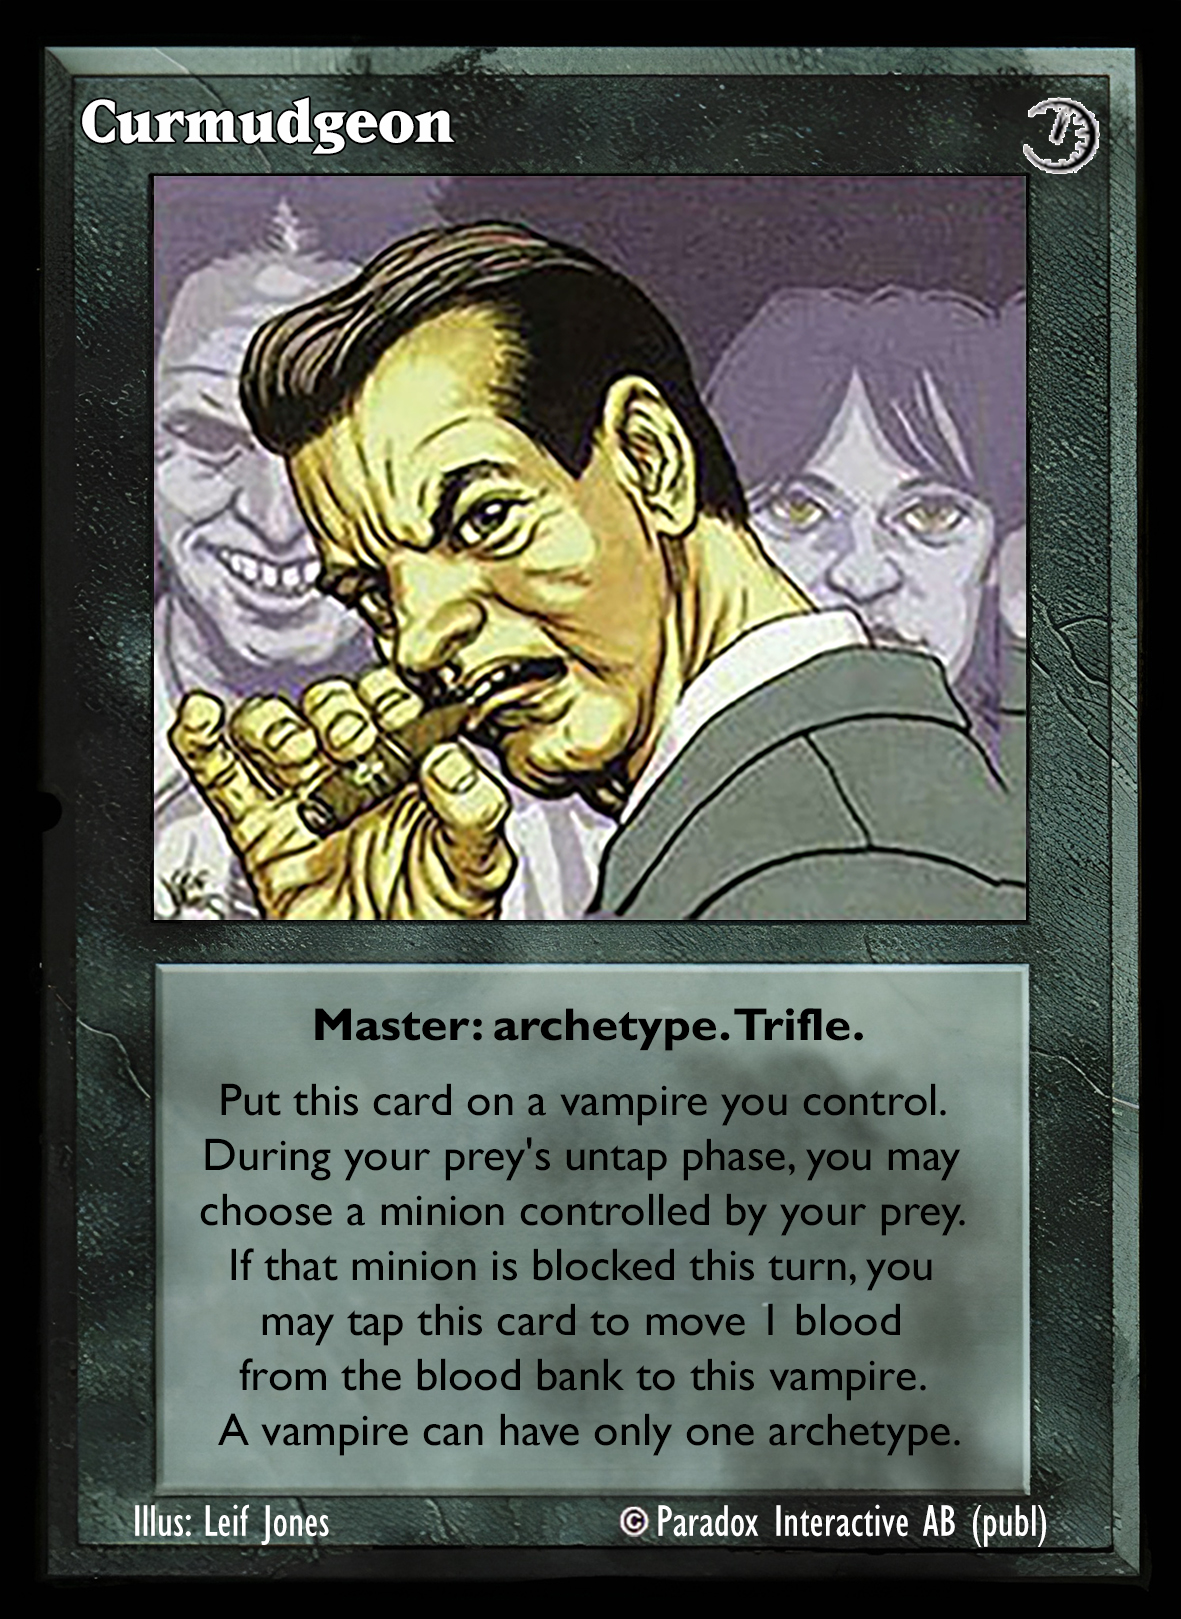 Curmudgeon
Master: archetype. Trifle.
Put this card on a vampire you control.
During your prey's untap phase, you may
choose a minion controlled by your prey.
If that minion is blocked this turn, you
may tap this card to move 1 blood
from the blood bank to this vampire.
A vampire can have only one archetype.
Illus: Leif Jones
© Paradox Interactive AB (publ)